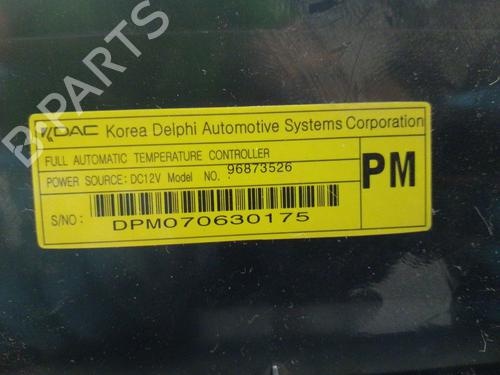 B-PARTS
KDAC Korea Delphi Automotive Systems Corporation
FULL AUTOMATIC TEMPERATURE CONTROLLER
POWER SOURCE: DC12V Model NO. : 96873526
PM
S/NO: DPM070630175